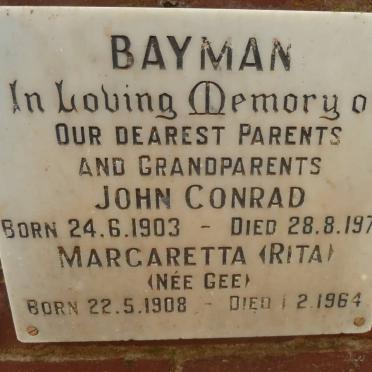 BAYMAN
In Loving Memory o
OUR DEAREST PARENTS
AND GRANDPARENTS
JOHN CONRAD
BORN 24.6.1903 - DIED 28.8.197
MARGARETTA (RITA)
(NÉE GEE)
BORN 22.5.1908 - DIED 1 2.1964